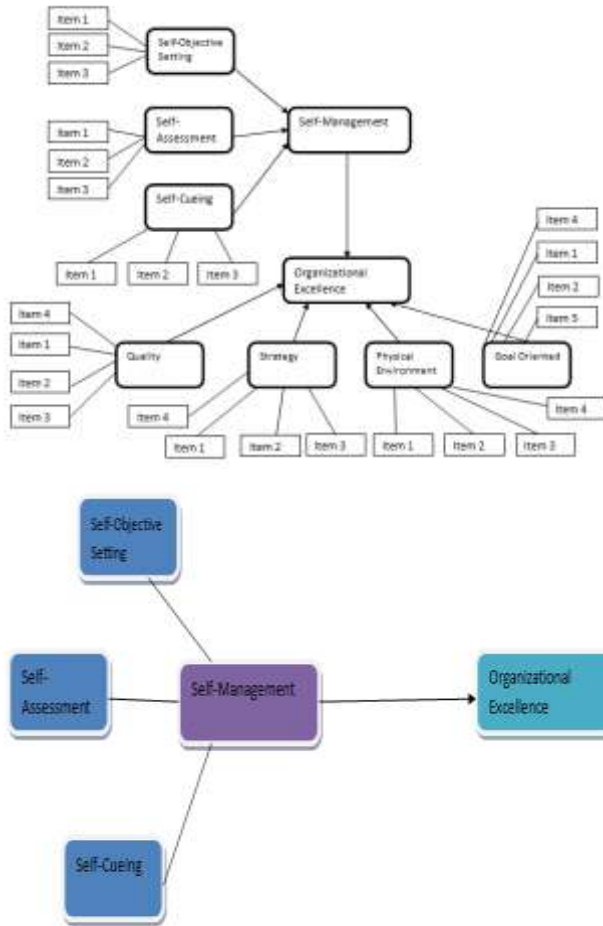 Item 1
Item 2
Item 3
Self-Objective
Setting
Item 1
Item 2
Item 3
Self-
Assessment
Self-Management
Self-Cueing
Item 1
Item 2
Item 3
Organizational
Excellence
Item 4
Item 1
Item 2
Item 5
Item 4
Item 1
Item 2
Item 3
Quality
Strategy
Physical
Environment
Goal Oriented
Item 4
Item 1
Item 2
Item 3
Item 1
Item 2
Item 3
Item 4
Self-Objective
Setting
Self-
Assessment
Self-Management
Organizational
Excellence
Self-Cueing